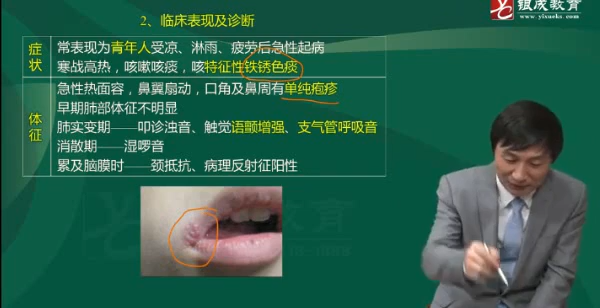 2、临床表现及诊断
银成教育
www.yixueks.com
症状
常表现为青年人受凉、淋雨、疲劳后急性起病
寒战高热，咳嗽咳痰，咳特征性铁锈色痰
体征
急性热面容，鼻翼扇动，口角及鼻周有单纯疱疹
早期肺部体征不明显
肺实变期——叩诊浊音、触觉语颤增强、支气管呼吸音
消散期——湿啰音
累及脑膜时——颈抵抗、病理反射征阳性